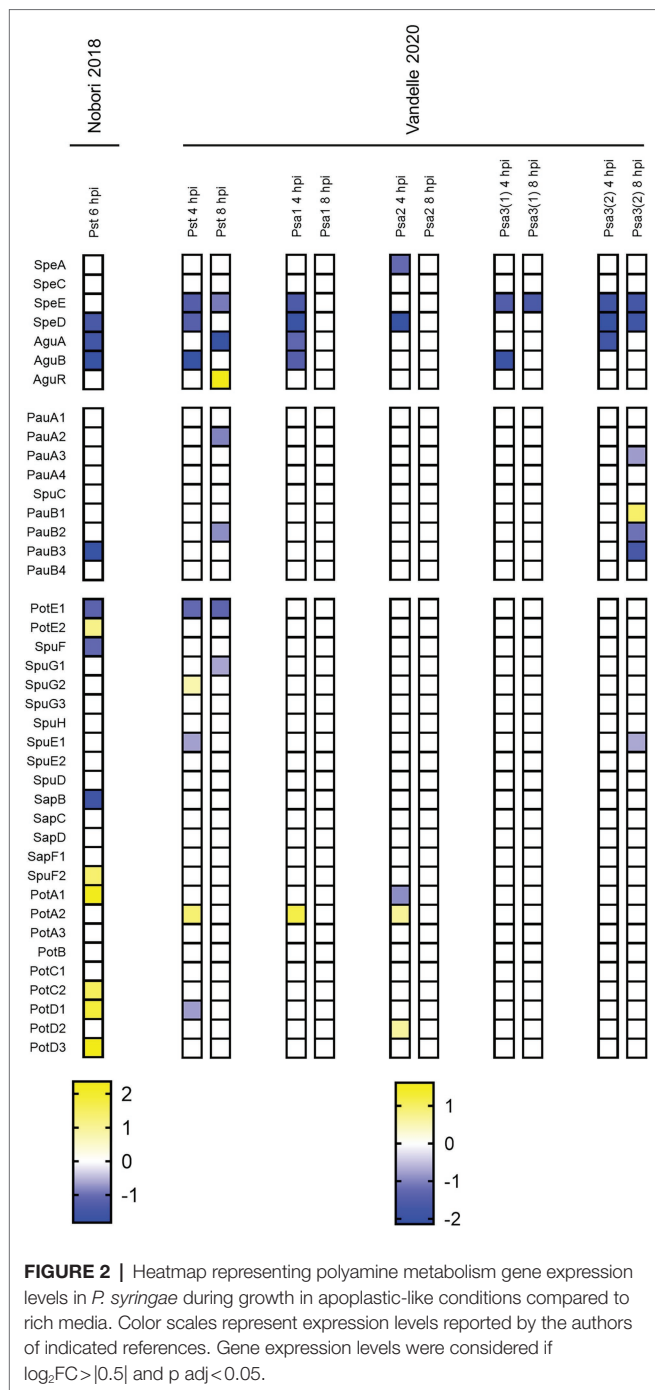 Nobori 2018
Vandelle 2020
Pst 6 hpi
Pst 4 hpi
Pst 8 hpi
Psa1 4 hpi
Psa1 8 hpi
Psa2 4 hpi
Psa2 8 hpi
Psa3(1) 4 hpi
Psa3(1) 8 hpi
Psa3(2) 4 hpi
Psa3(2) 8 hpi
SpeA
SpeC
SpeE
SpeD
AguA
AguB
AguR
PauA1
PauA2
PauA3
PauA4
SpuC
PauB1
PauB2
PauB3
PauB4
PotE1
PotE2
SpuF
SpuG1
SpuG2
SpuG3
SpuH
SpuE1
SpuE2
SpuD
SapB
SapC
SapD
SapF1
SpuF2
PotA1
PotA2
PotA3
PotB
PotC1
PotC2
PotD1
PotD2
PotD3
2
1
0
-1
1
0
-1
-2
FIGURE 2 | Heatmap representing polyamine metabolism gene expression
levels in P. syringae during growth in apoplastic-like conditions compared to
rich media. Color scales represent expression levels reported by the authors
of indicated references. Gene expression levels were considered if
log₂FC>|0.5| and p adj<0.05.